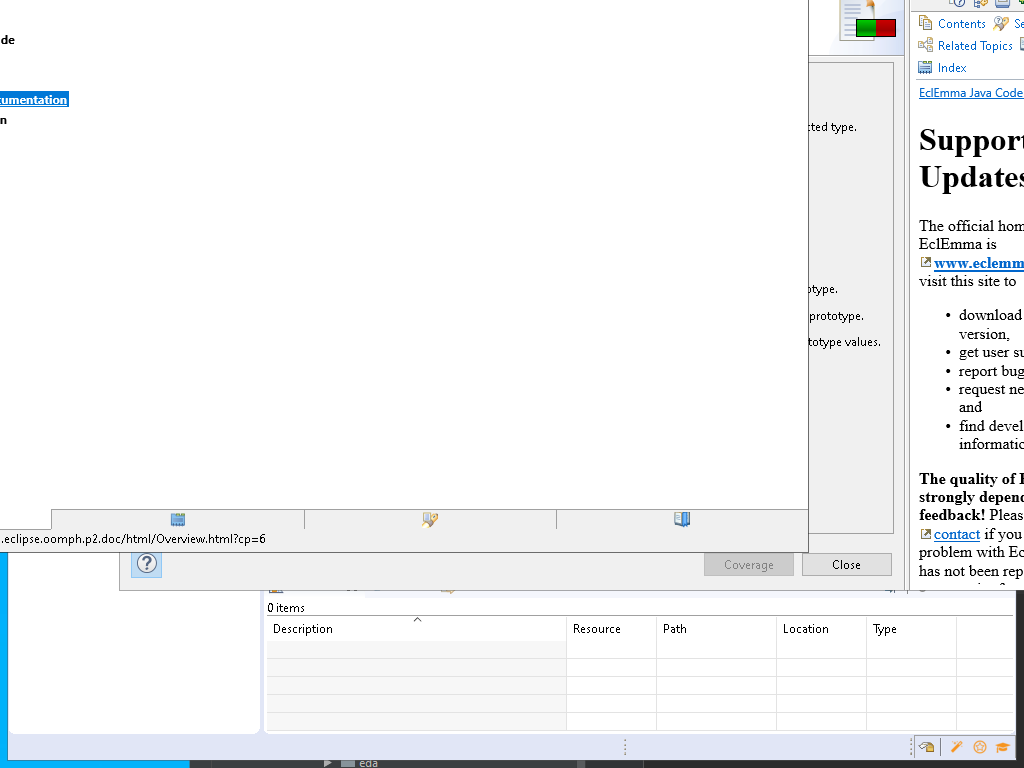 de
umentation
n
.eclipse.oomph.p2.doc/html/Overview.html?cp=6
cted type.
otype.
prototype.
totype values.
Coverage
Close
Contents
Se
Related Topics
Index
EclEmma Java Code
Support
Updates
The official hom
EclEmma is
www.eclemm
visit this site to
• download
version,
• get user su
• report bug
• request ne
and
• find devel
informatio
The quality of E
strongly depend
feedback! Pleas
contact if you
problem with Ec
has not been rep
0 items
Description
Resource
Path
Location
Type
eda